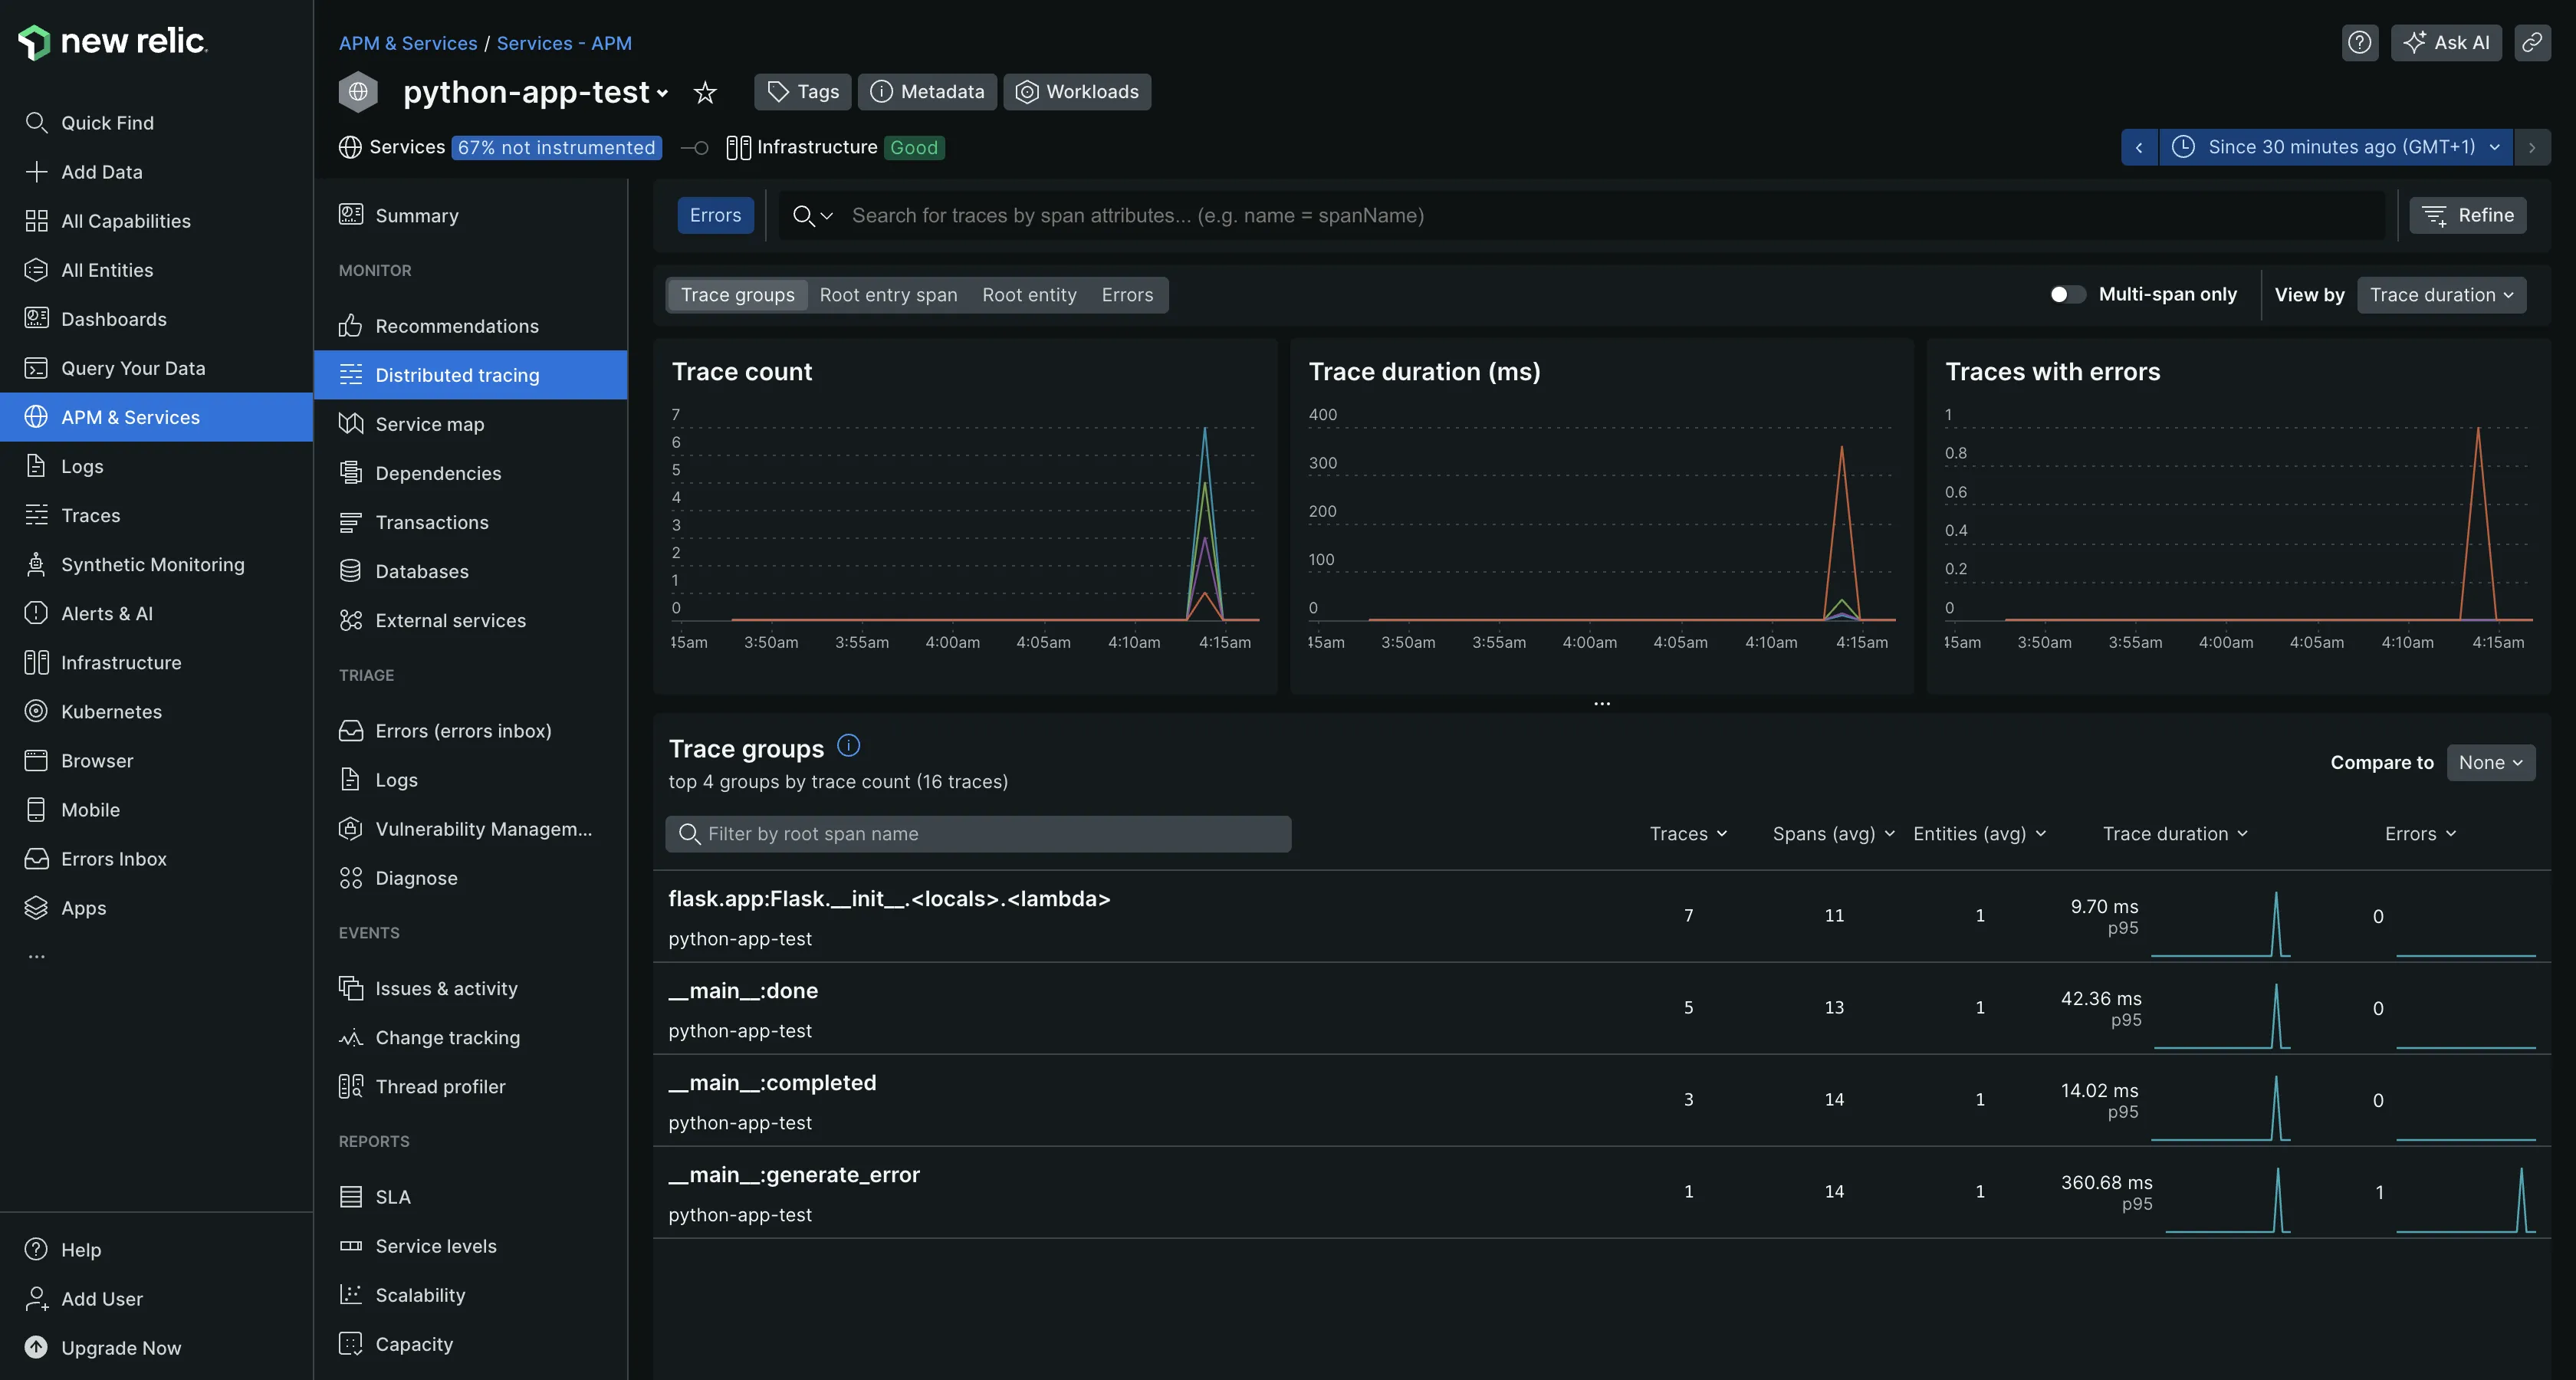 new relic.
Quick Find
Add Data
All Capabilities
All Entities
Dashboards
Query Your Data
APM & Services
Logs
Traces
Synthetic Monitoring
Alerts & AI
Infrastructure
Kubernetes
Browser
Mobile
Errors Inbox
Apps
...
Help
Add User
Upgrade Now
APM & Services / Services - APM
Ask AI
python-app-test
Tags
Metadata
Workloads
Services 67% not instrumented
Infrastructure Good
Since 30 minutes ago (GMT+1)
Summary
MONITOR
Recommendations
Distributed tracing
Service map
Dependencies
Transactions
Databases
External services
TRIAGE
Errors (errors inbox)
Logs
Vulnerability Managem...
Diagnose
EVENTS
Issues & activity
Change tracking
Thread profiler
REPORTS
SLA
Service levels
Scalability
Capacity
Errors
Search for traces by span attributes... (e.g. name = spanName)
Refine
Trace groups Root entry span Root entity Errors
Multi-span only
View by Trace duration
Trace count
7
6
5
4
3
2
1
0
15am 3:50am 3:55am 4:00am 4:05am 4:10am 4:15am
Trace duration (ms)
400
300
200
100
0
15am 3:50am 3:55am 4:00am 4:05am 4:10am 4:15am
Traces with errors
1
0.8
0.6
0.4
0.2
0
15am 3:50am 3:55am 4:00am 4:05am 4:10am 4:15am
...
Trace groups
top 4 groups by trace count (16 traces)
Compare to None
Filter by root span name
Traces Spans (avg) Entities (avg) Trace duration Errors
flask.app:Flask.__init__.<locals>.<lambda>
python-app-test
7 11 1 9.70 ms p95 0
__main__:done
python-app-test
5 13 1 42.36 ms p95 0
__main__:completed
python-app-test
3 14 1 14.02 ms p95 0
__main__:generate_error
python-app-test
1 14 1 360.68 ms p95 1